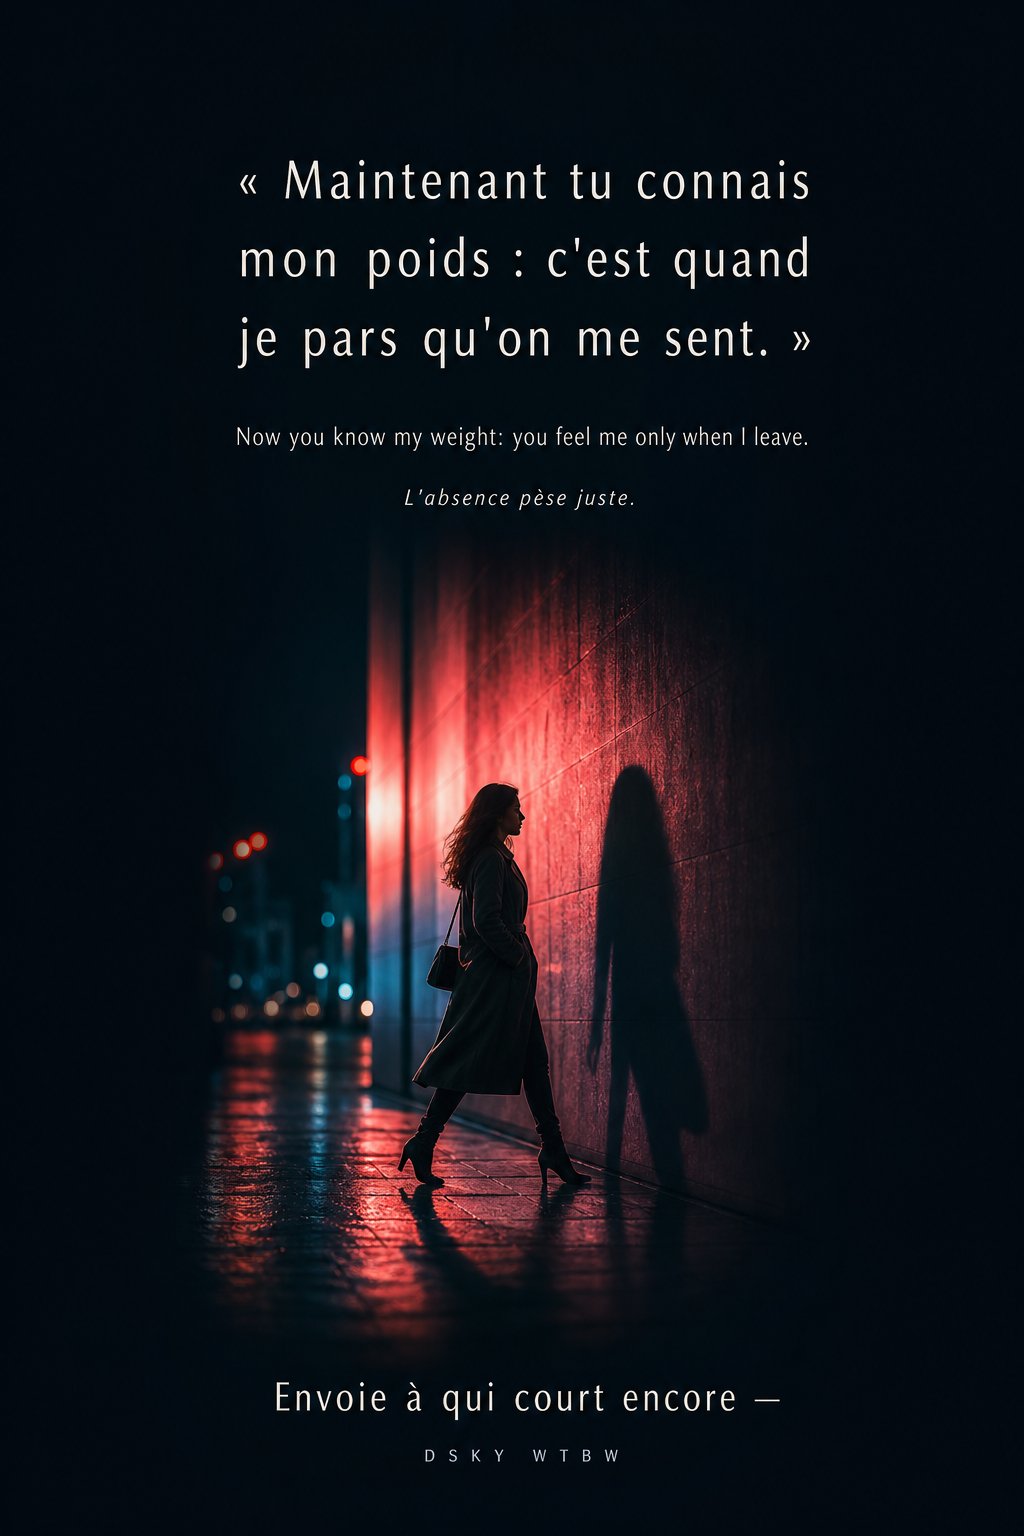 « Maintenant tu connais
mon poids : c'est quand
je pars qu'on me sent. »
Now you know my weight: you feel me only when I leave.
L'absence pèse juste.
Envoie à qui court encore —
DSKY WTBW